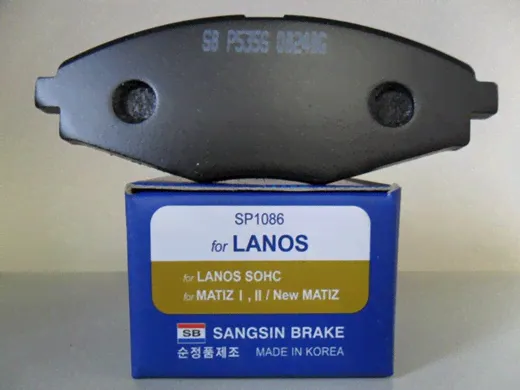 SB P535S 0824BG
SP1086
for LANOS
for LANOS SOHC
for MATIZ I , II / New MATIZ
SB SANGSIN BRAKE
순정품제조 MADE IN KOREA